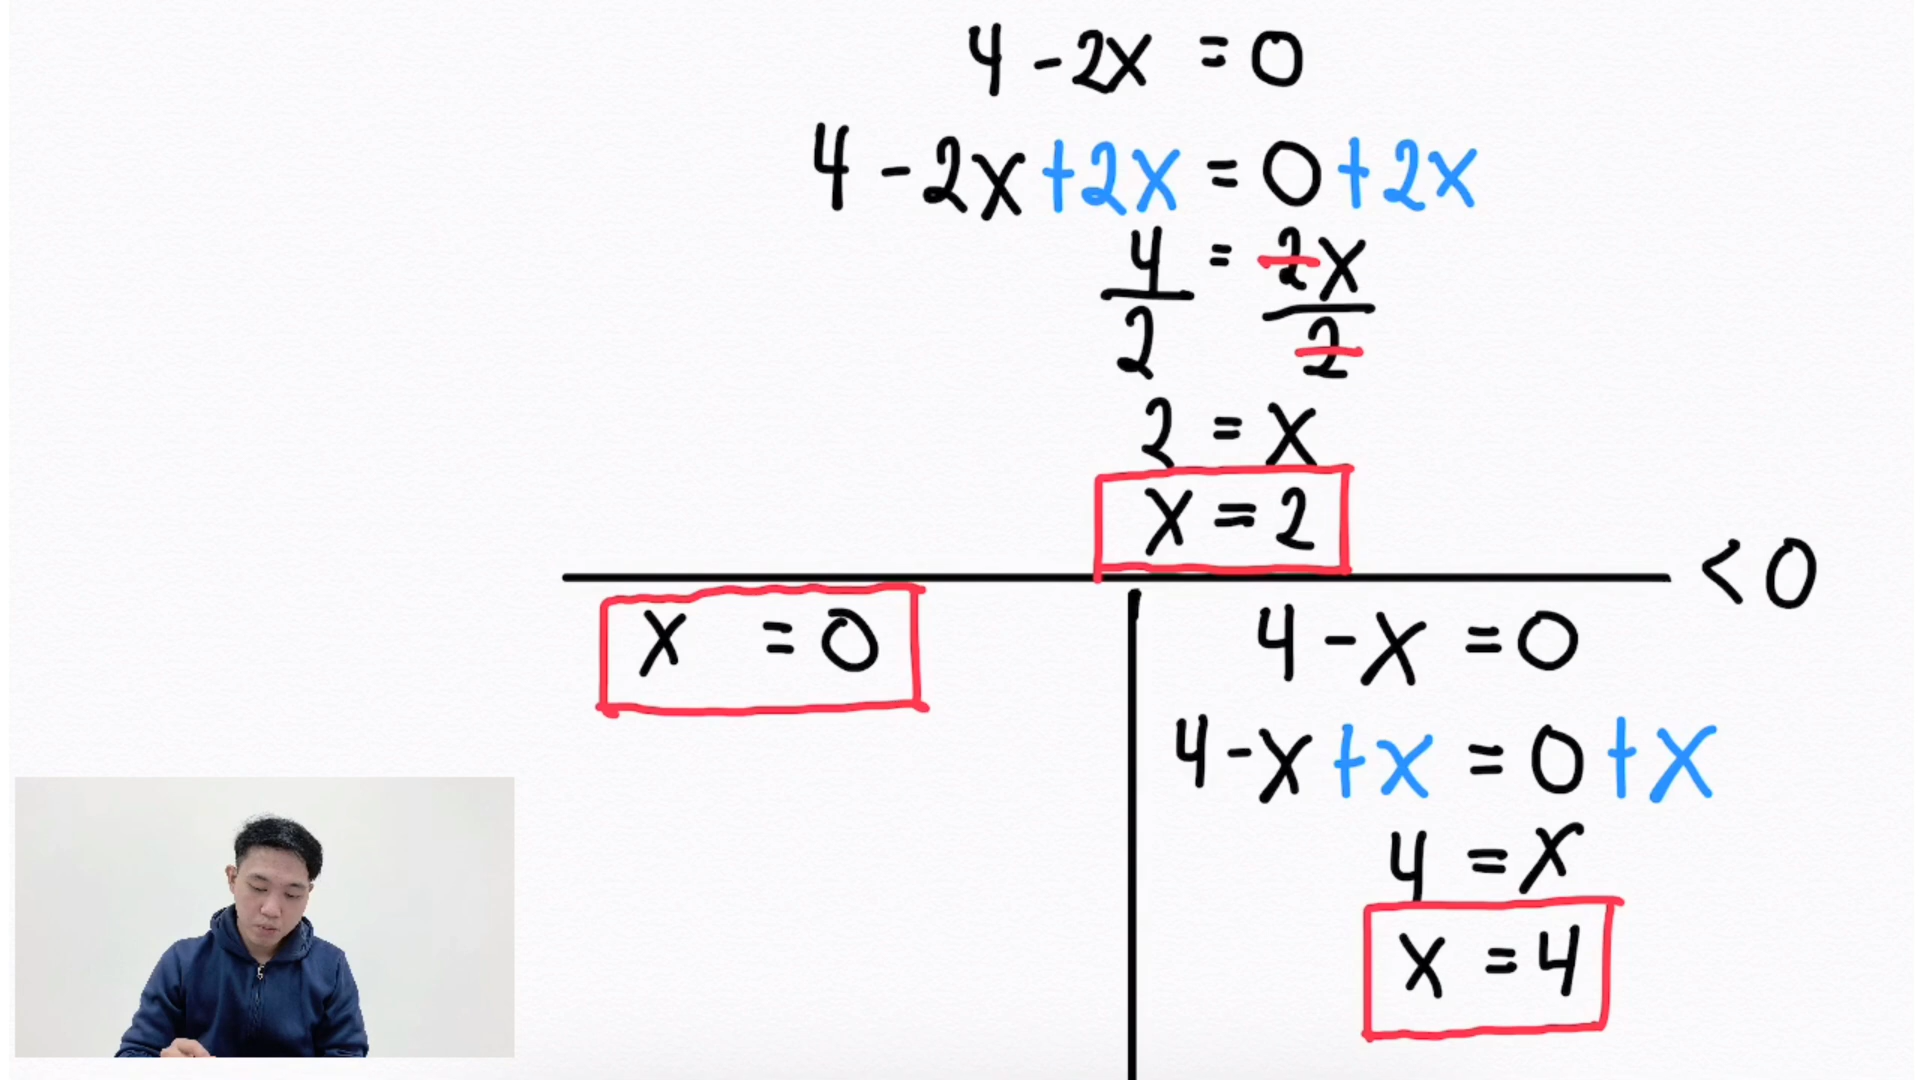 4 - 2x = 0
4 - 2x + 2x = 0 + 2x
4/2 = 2x/2
2 = x
x = 2
< 0
x = 0
4 - x = 0
4 - x + x = 0 + x
4 = x
x = 4